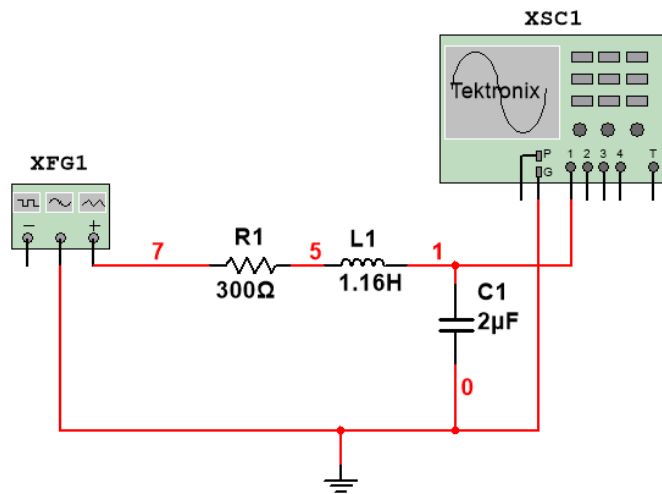 XSC1
Tektronix
P
G
1 2 3 4 T
XFG1
− +
7
R1
300Ω
5
L1
1.16H
1
C1
2µF
0